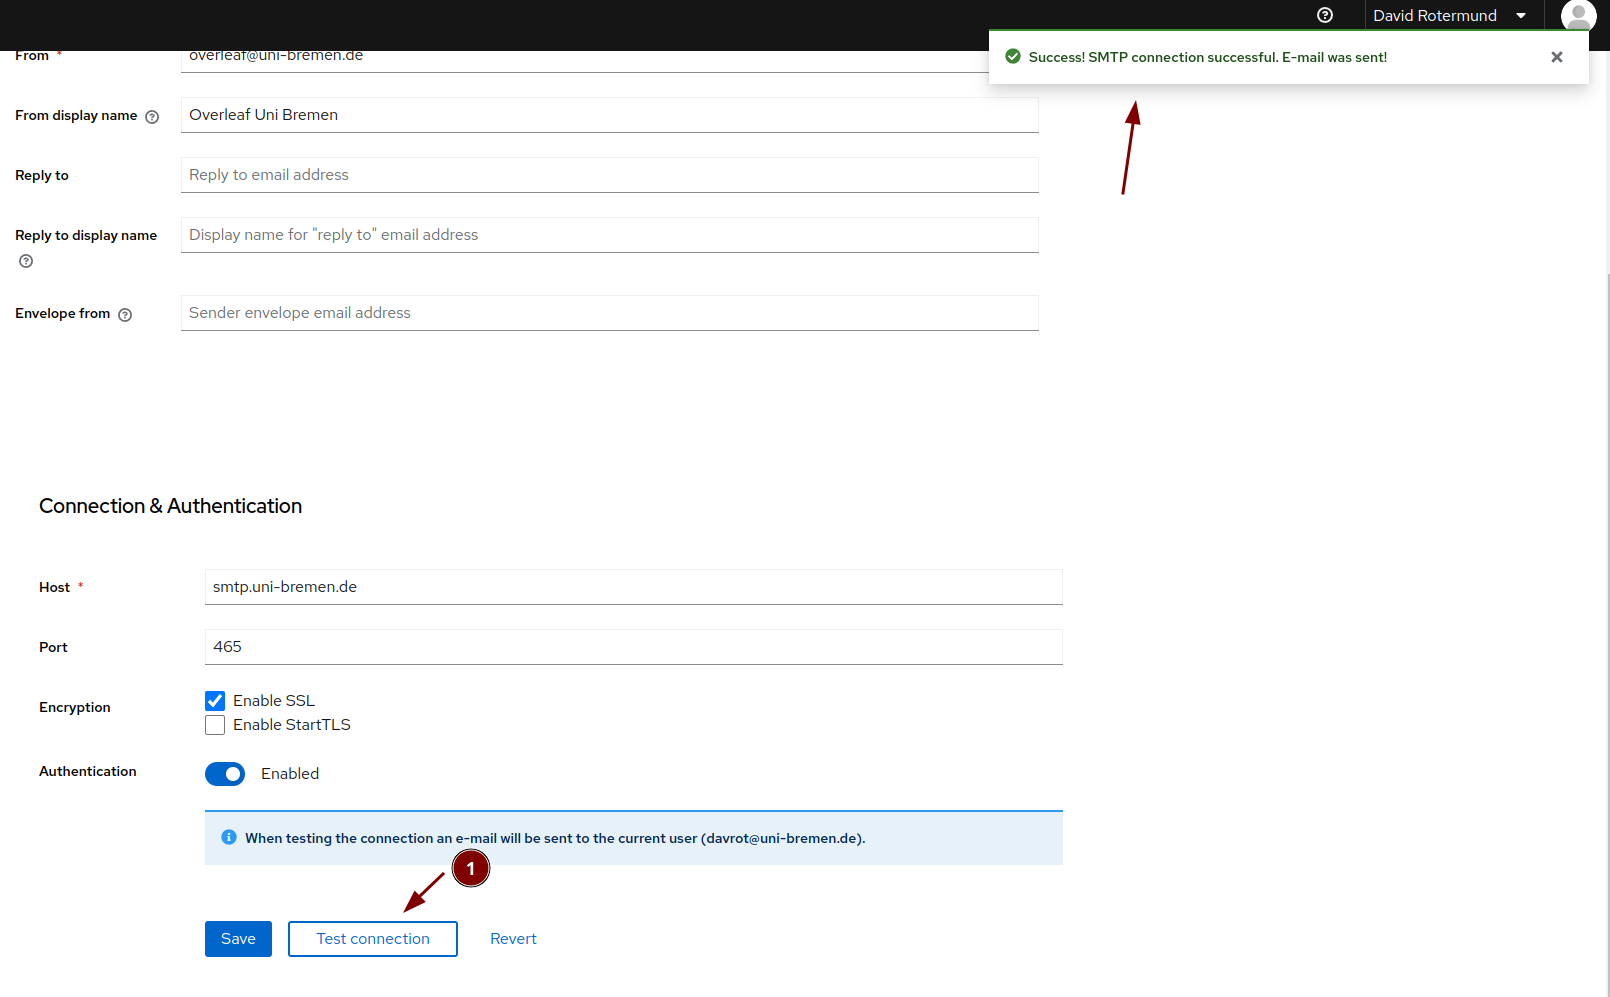 David Rotermund
Success! SMTP connection successful. E-mail was sent!
From *
overleaf@uni-bremen.de
From display name
Overleaf Uni Bremen
Reply to
Reply to email address
Reply to display name
Display name for "reply to" email address
Envelope from
Sender envelope email address
Connection & Authentication
Host *
smtp.uni-bremen.de
Port
465
Encryption
Enable SSL
Enable StartTLS
Authentication
Enabled
When testing the connection an e-mail will be sent to the current user (davrot@uni-bremen.de).
1
Save
Test connection
Revert